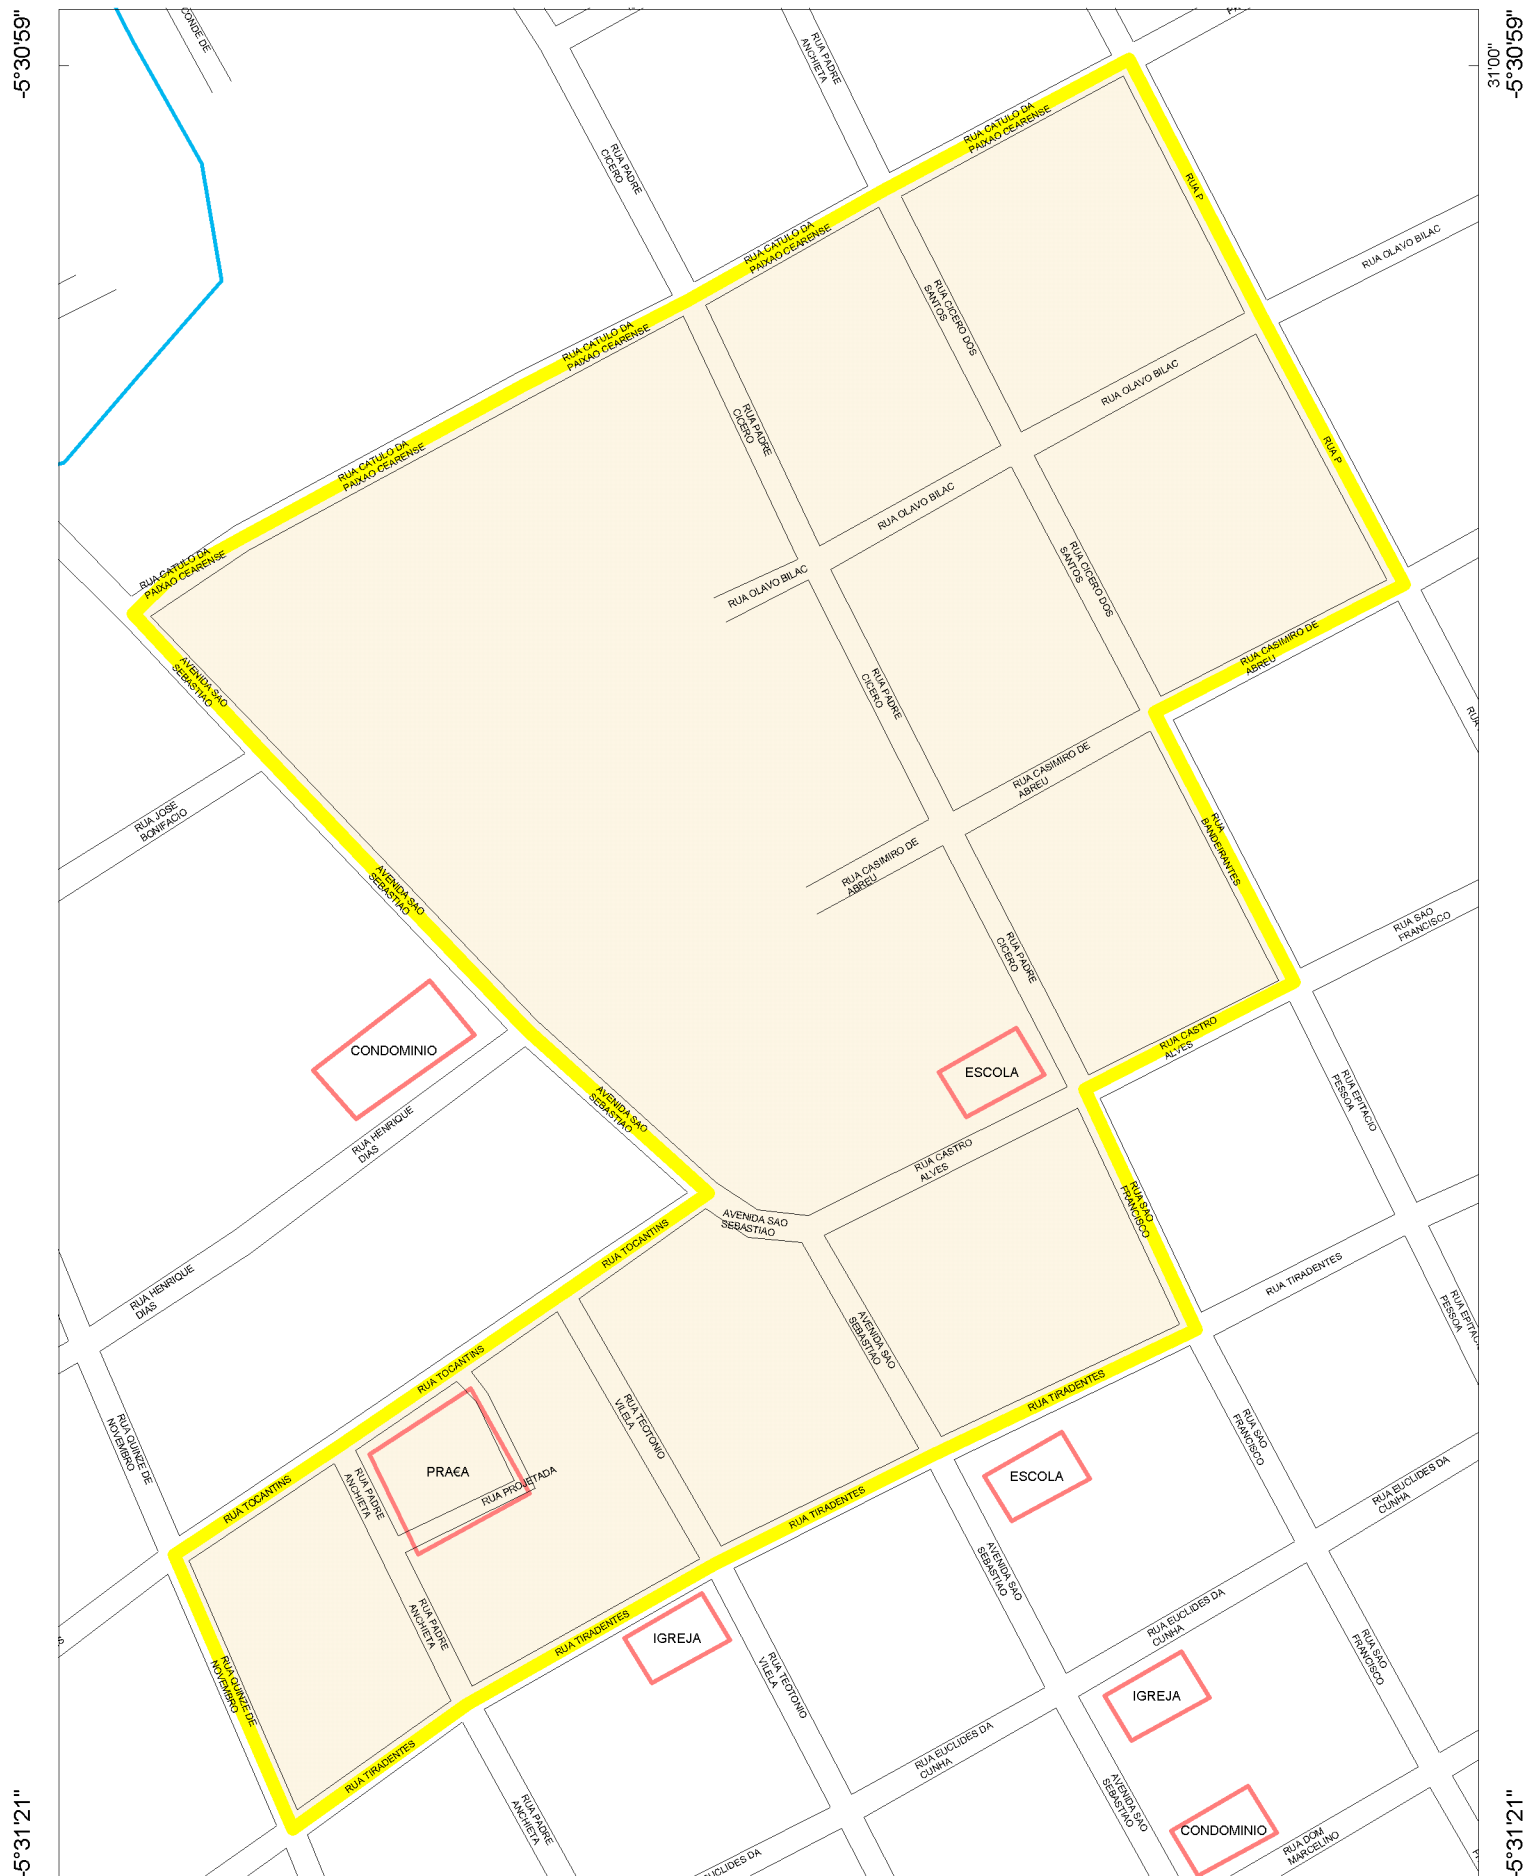 -5°30'59"
-5°30'59"
31'00"
CONDE DE
RUA PADRE
ANCHIETA
RUA PADRE
CICERO
RUA CATULO DA
PAIXAO CEARENSE
RUA P
RUA OLAVO BILAC
RUA CATULO DA
PAIXAO CEARENSE
RUA CICERO DOS
SANTOS
RUA CATULO DA
PAIXAO CEARENSE
RUA OLAVO BILAC
RUA PADRE
CICERO
RUA P
RUA CATULO DA
PAIXAO CEARENSE
RUA OLAVO BILAC
RUA CATULO DA
PAIXAO CEARENSE
RUA OLAVO BILAC
RUA CICERO DOS
SANTOS
RUA CASIMIRO DE
ABREU
AVENIDA SAO
SEBASTIAO
RUA PADRE
CICERO
RUA
RUA CASIMIRO DE
ABREU
RUA JOSE
BONIFACIO
RUA
BANDEIRANTES
RUA CASIMIRO DE
ABREU
AVENIDA SAO
SEBASTIAO
RUA SAO
FRANCISCO
RUA PADRE
CICERO
RUA CASTRO
ALVES
CONDOMINIO
ESCOLA
RUA EPITACIO
PESSOA
AVENIDA SAO
SEBASTIAO
RUA HENRIQUE
DIAS
RUA CASTRO
ALVES
RUA SAO
FRANCISCO
AVENIDA SAO
SEBASTIAO
RUA TOCANTINS
RUA TIRADENTES
RUA HENRIQUE
DIAS
RUA EPITACI
PESSOA
AVENIDA SAO
SEBASTIAO
RUA TOCANTINS
RUA TIRADENTES
RUA TEOTONIO
VILELA
RUA QUINZE DE
NOVEMBRO
RUA SAO
FRANCISCO
PRA€A
ESCOLA
RUA PROJETADA
RUA PADRE
ANCHIETA
RUA TOCANTINS
RUA EUCLIDES DA
CUNHA
RUA TIRADENTES
AVENIDA SAO
SEBASTIAO
RUA EUCLIDES DA
CUNHA
RUA PADRE
ANCHIETA
RUA TIRADENTES
IGREJA
RUA SAO
FRANCISCO
RUA TEOTONIO
VILELA
RUA QUINZE DE
NOVEMBRO
IGREJA
RUA EUCLIDES DA
CUNHA
RUA TIRADENTES
AVENIDA SAO
SEBASTIAO
RUA PADRE
ANCHIETA
CONDOMINIO
RUA DOM
MARCELINO
UCLIDES DA
-5°31'21"
-5°31'21"